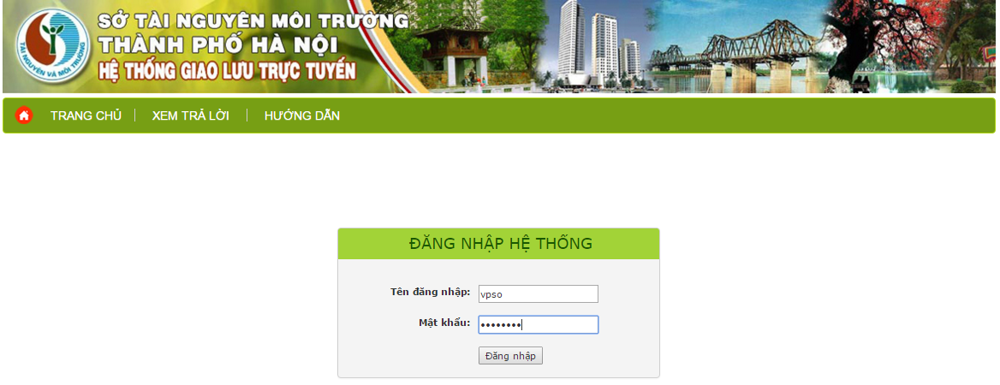 SỞ TÀI NGUYÊN MÔI TRƯỜNG
THÀNH PHỐ HÀ NỘI
HỆ THỐNG GIAO LƯU TRỰC TUYẾN
TÀI NGUYÊN VÀ MÔI TRƯỜNG
TRANG CHỦ
XEM TRẢ LỜI
HƯỚNG DẪN
ĐĂNG NHẬP HỆ THỐNG
Tên đăng nhập: vpso
Mật khẩu: ••••••••
Đăng nhập